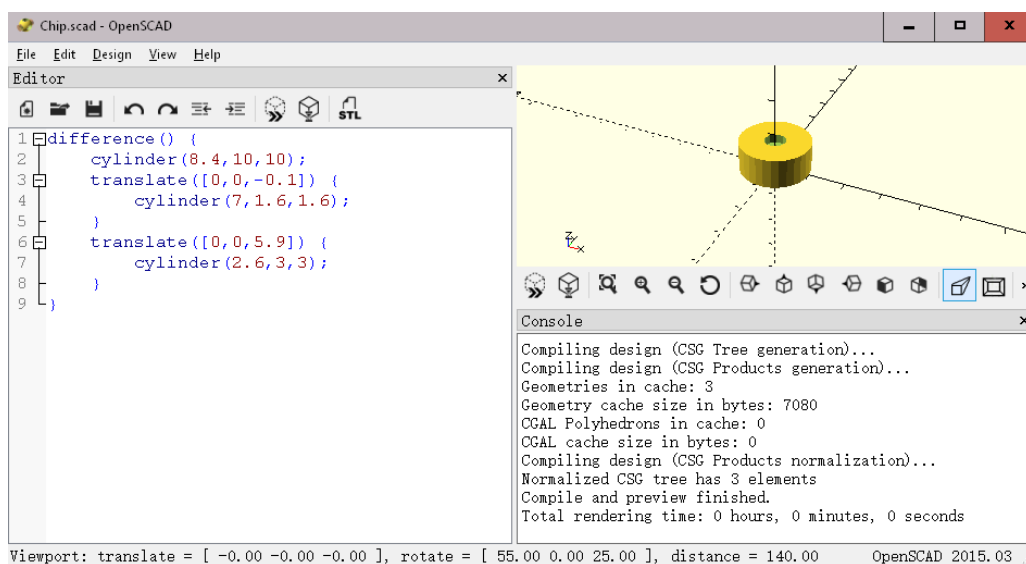 Chip.scad - OpenSCAD
File Edit Design View Help
Editor
STL
1 difference() {
2     cylinder(8.4,10,10);
3     translate([0,0,-0.1]) {
4         cylinder(7,1.6,1.6);
5     }
6     translate([0,0,5.9]) {
7         cylinder(2.6,3,3);
8     }
9 }
Console
Compiling design (CSG Tree generation)...
Compiling design (CSG Products generation)...
Geometries in cache: 3
Geometry cache size in bytes: 7080
CGAL Polyhedrons in cache: 0
CGAL cache size in bytes: 0
Compiling design (CSG Products normalization)...
Normalized CSG tree has 3 elements
Compile and preview finished.
Total rendering time: 0 hours, 0 minutes, 0 seconds
Viewport: translate = [ -0.00 -0.00 -0.00 ], rotate = [ 55.00 0.00 25.00 ], distance = 140.00 OpenSCAD 2015.03